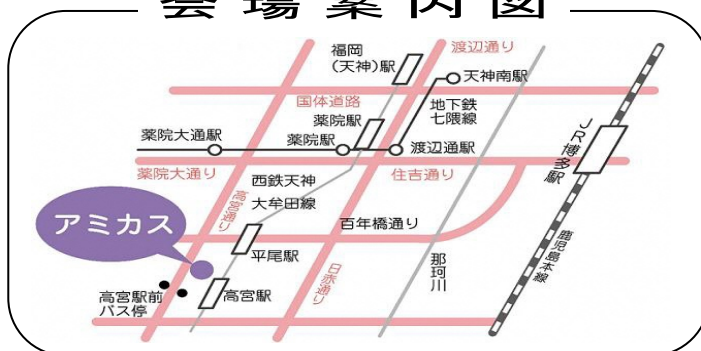 会場案内図
福岡
(天神)駅
渡辺通り
天神南駅
国体道路
地下鉄
七隈線
薬院駅
薬院大通駅
薬院駅
渡辺通駅
JR博多駅
薬院大通り
西鉄天神
大牟田線
住吉通り
高宮通り
アミカス
百年橋通り
平尾駅
日赤通り
那珂川
鹿児島本線
高宮駅前
バス停
高宮駅